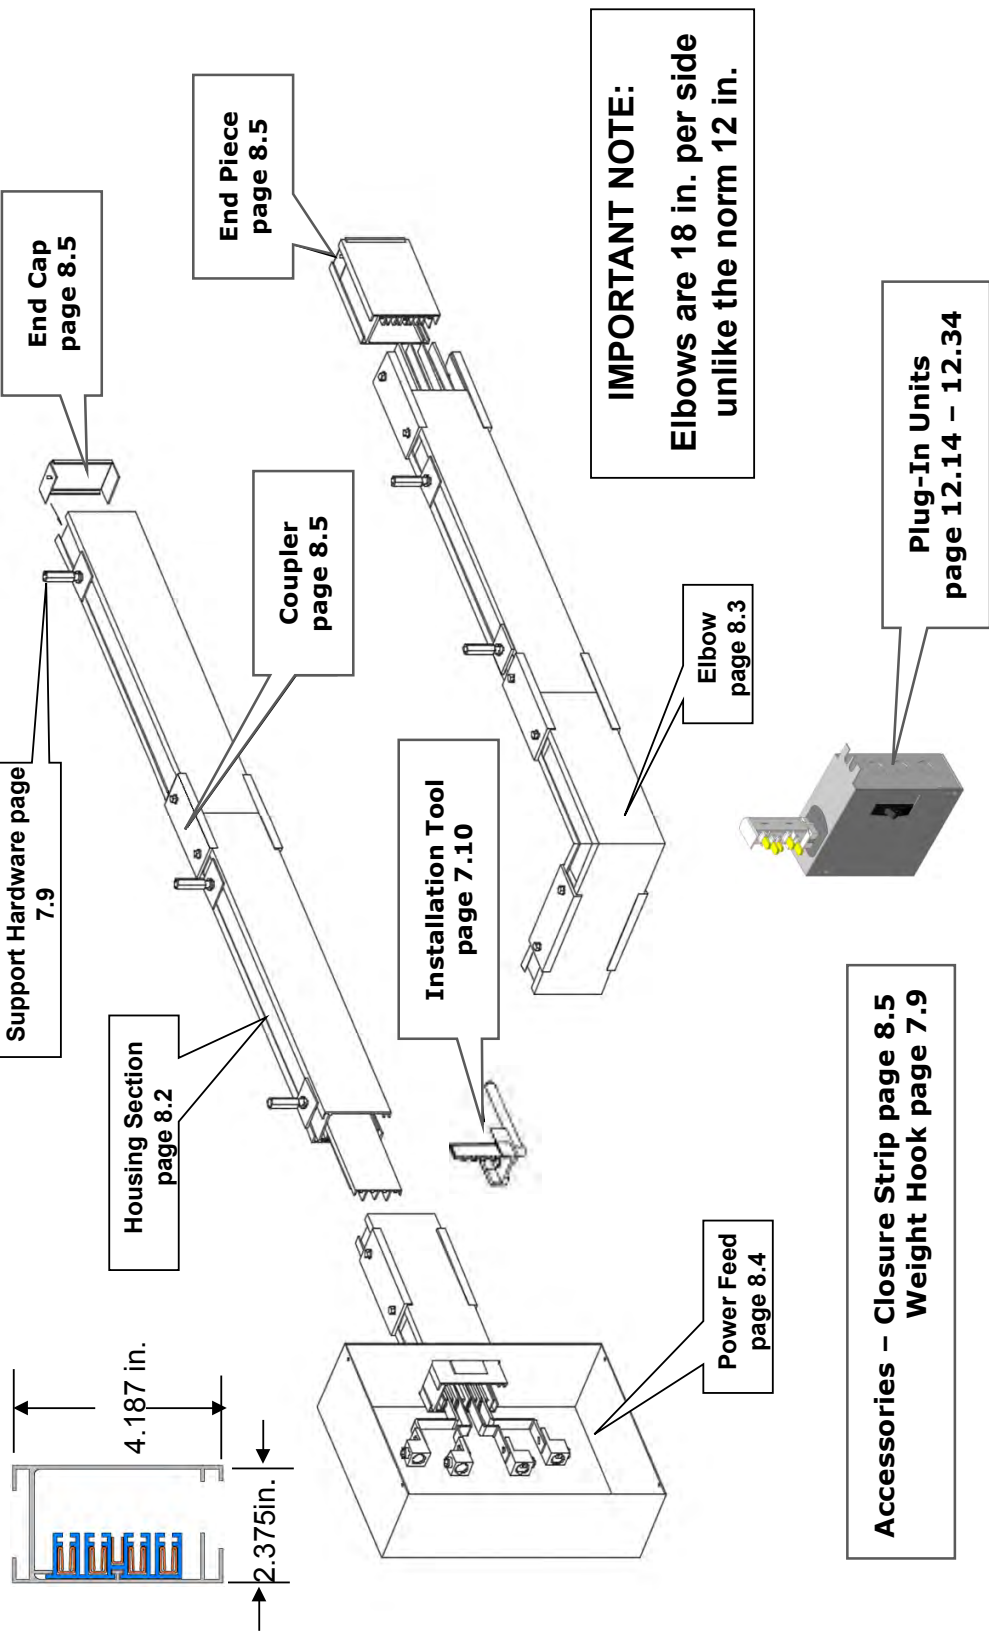 4.187 in.
2.375in.
Support Hardware page
7.9
End Cap
page 8.5
End Piece
page 8.5
Housing Section
page 8.2
Coupler
page 8.5
Installation Tool
page 7.10
IMPORTANT NOTE:
Elbows are 18 in. per side
unlike the norm 12 in.
Power Feed
page 8.4
Elbow
page 8.3
Plug-In Units
page 12.14 – 12.34
Accessories – Closure Strip page 8.5
Weight Hook page 7.9